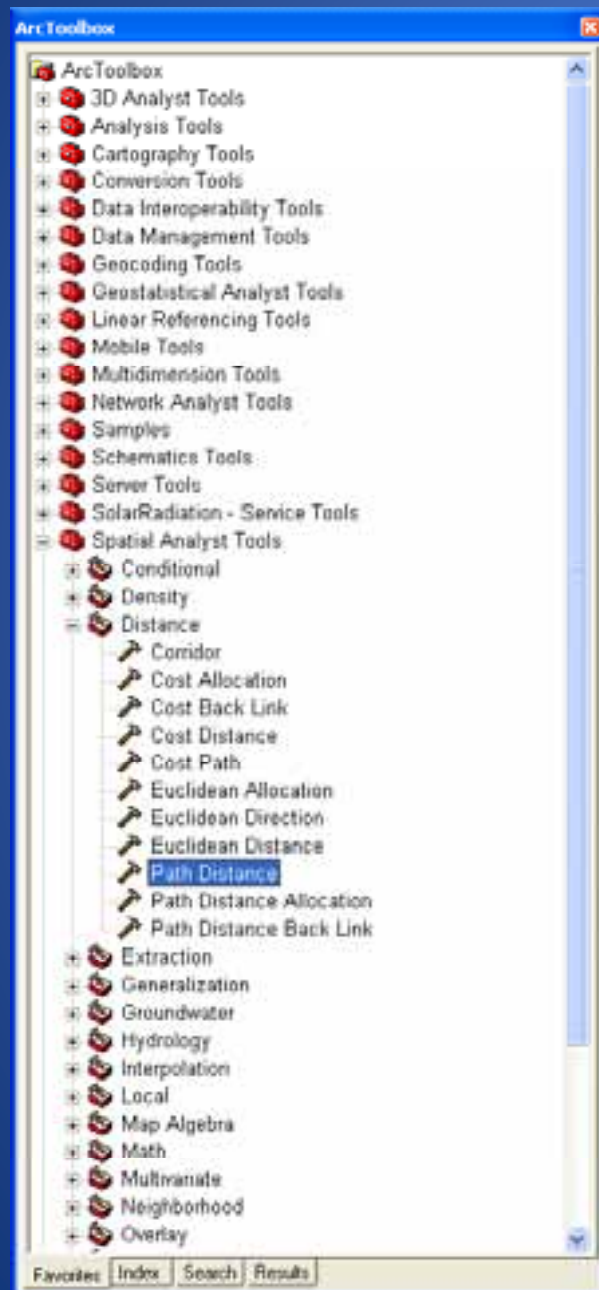 ArcToolbox
ArcToolbox
3D Analyst Tools
Analysis Tools
Cartography Tools
Conversion Tools
Data Interoperability Tools
Data Management Tools
Geocoding Tools
Geostatistical Analyst Tools
Linear Referencing Tools
Mobile Tools
Multidimension Tools
Network Analyst Tools
Samples
Schematics Tools
Server Tools
SolarRadiation - Service Tools
Spatial Analyst Tools
Conditional
Density
Distance
Corridor
Cost Allocation
Cost Back Link
Cost Distance
Cost Path
Euclidean Allocation
Euclidean Direction
Euclidean Distance
Path Distance
Path Distance Allocation
Path Distance Back Link
Extraction
Generalization
Groundwater
Hydrology
Interpolation
Local
Map Algebra
Math
Multivariate
Neighborhood
Overlay
Favorites Index Search Results